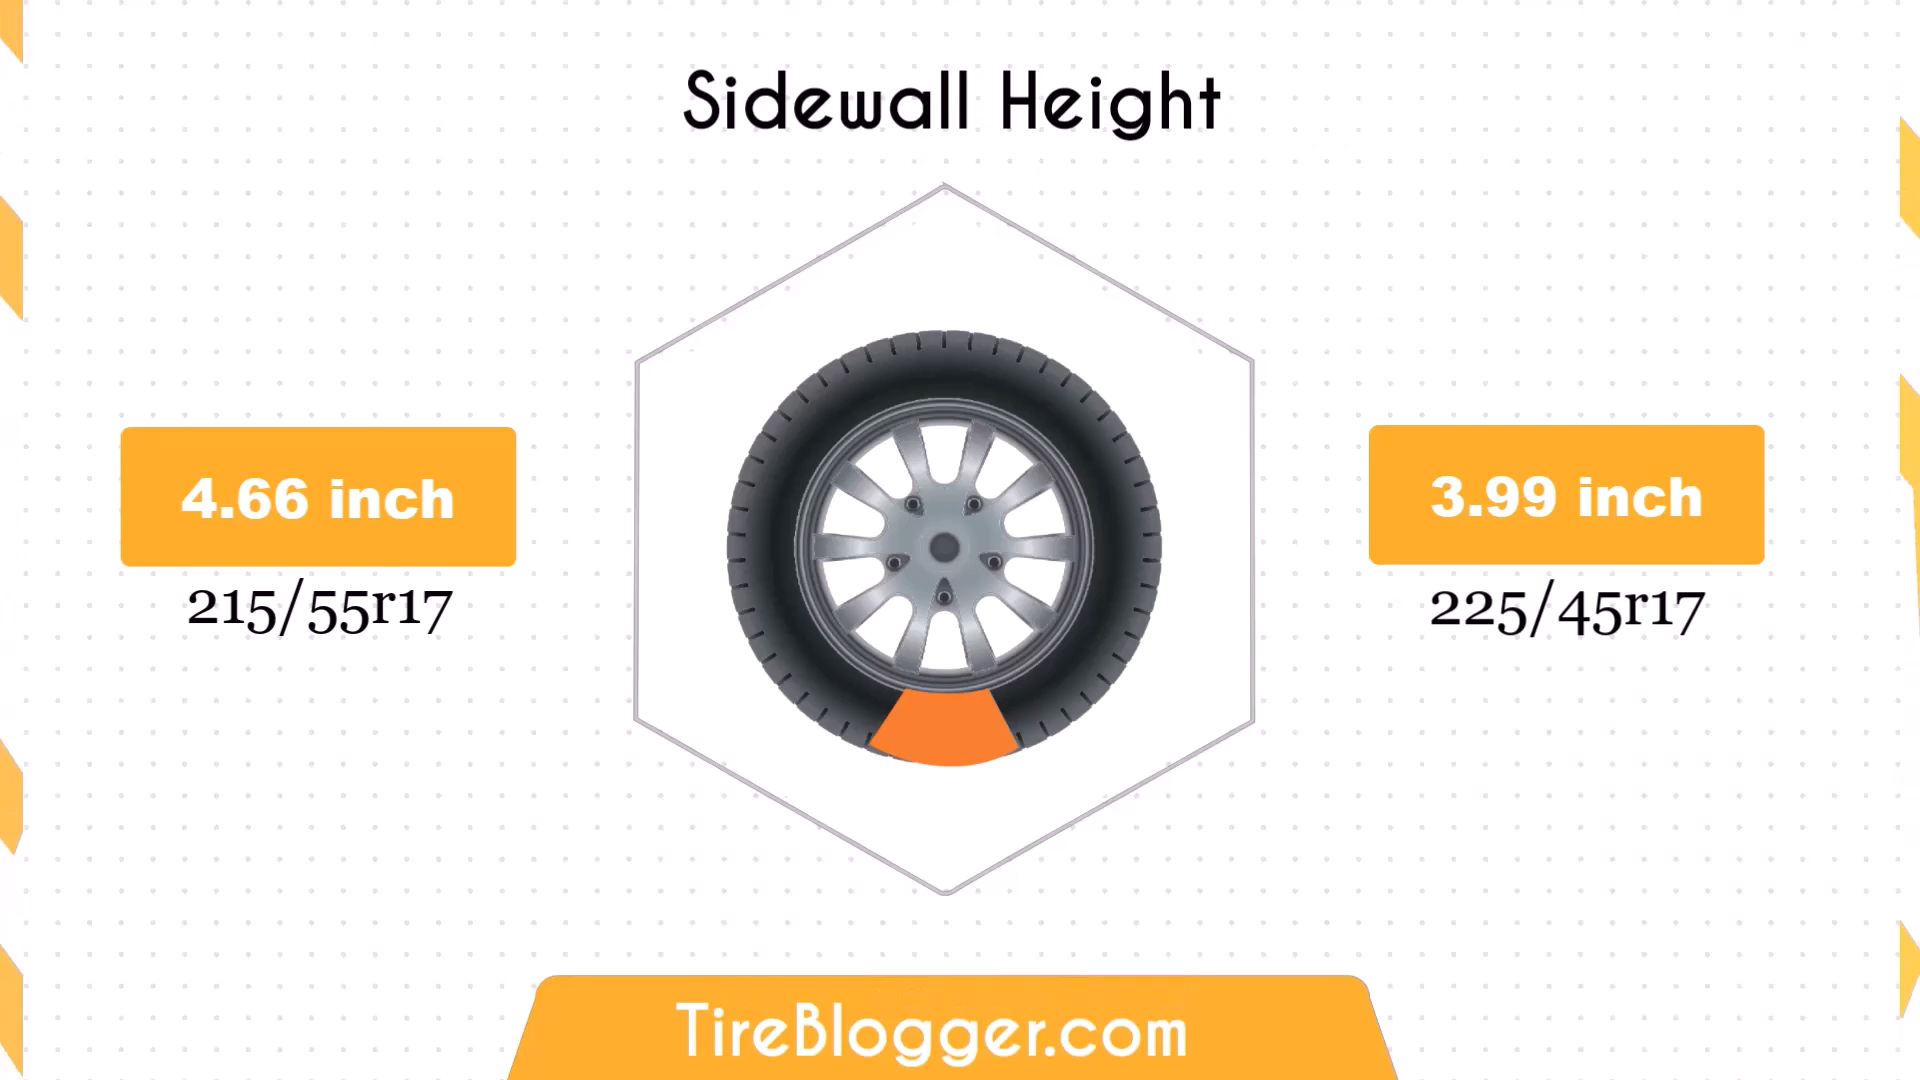 Sidewall Height
4.66 inch
215/55r17
3.99 inch
225/45r17
TireBlogger.com